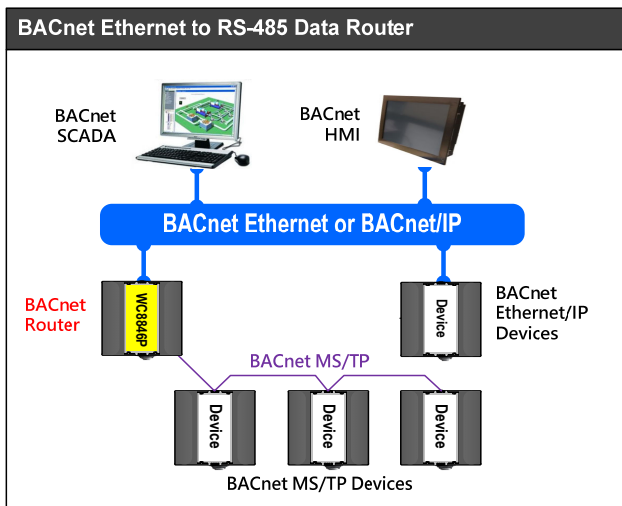 BACnet Ethernet to RS-485 Data Router
BACnet
SCADA
BACnet
HMI
BACnet Ethernet or BACnet/IP
BACnet
Router
WC8846P
Device
BACnet
Ethernet/IP
Devices
BACnet MS/TP
Device
Device
Device
BACnet MS/TP Devices